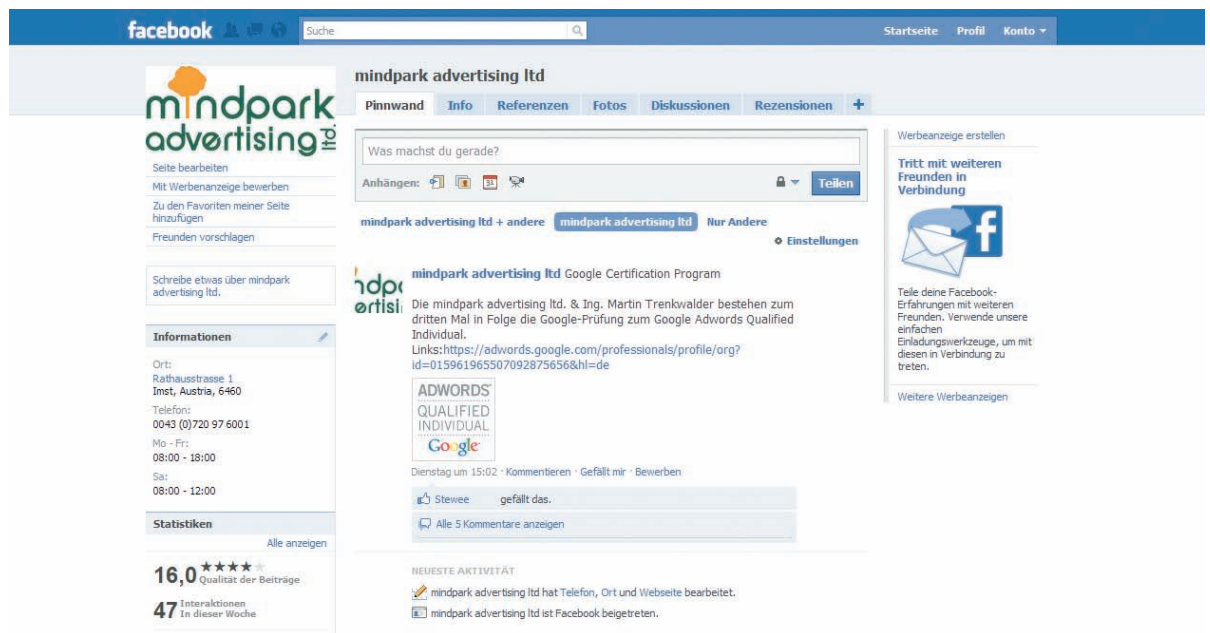 facebook
Suche
Startseite Profil Konto
mindpark
advertising ltd.
mindpark advertising ltd
Pinnwand Info Referenzen Fotos Diskussionen Rezensionen +
Seite bearbeiten
Mit Werbenanzeige bewerben
Zu den Favoriten meiner Seite
hinzufügen
Freunden vorschlagen
Schreibe etwas über mindpark
advertising ltd.
Informationen
Ort:
Rathausstrasse 1
Imst, Austria, 6460
Telefon:
0043 (0)720 97 6001
Mo - Fr:
08:00 - 18:00
Sa:
08:00 - 12:00
Statistiken
Alle anzeigen
16,0 Qualität der Beiträge
47 Interaktionen
In dieser Woche
Was machst du gerade?
Anhängen: 31
Teilen
mindpark advertising ltd + andere mindpark advertising ltd Nur Andere
Einstellungen
ndpa
ørtisi
mindpark advertising ltd Google Certification Program
Die mindpark advertising ltd. & Ing. Martin Trenkwalder bestehen zum
dritten Mal in Folge die Google-Prüfung zum Google Adwords Qualified
Individual.
Links:https://adwords.google.com/professionals/profile/org?
id=015961965507092875656&hl=de
ADWORDS
QUALIFIED
INDIVIDUAL
Google
Dienstag um 15:02 · Kommentieren · Gefällt mir · Bewerben
Stewee gefällt das.
Alle 5 Kommentare anzeigen
NEUESTE AKTIVITÄT
mindpark advertising ltd hat Telefon, Ort und Webseite bearbeitet.
mindpark advertising ltd ist Facebook beigetreten.
Werbeanzeige erstellen
Tritt mit weiteren
Freunden in
Verbindung
f
Teile deine Facebook-
Erfahrungen mit weiteren
Freunden. Verwende unsere
einfachen
Einladungswerkzeuge, um mit
diesen in Verbindung zu
treten.
Weitere Werbeanzeigen